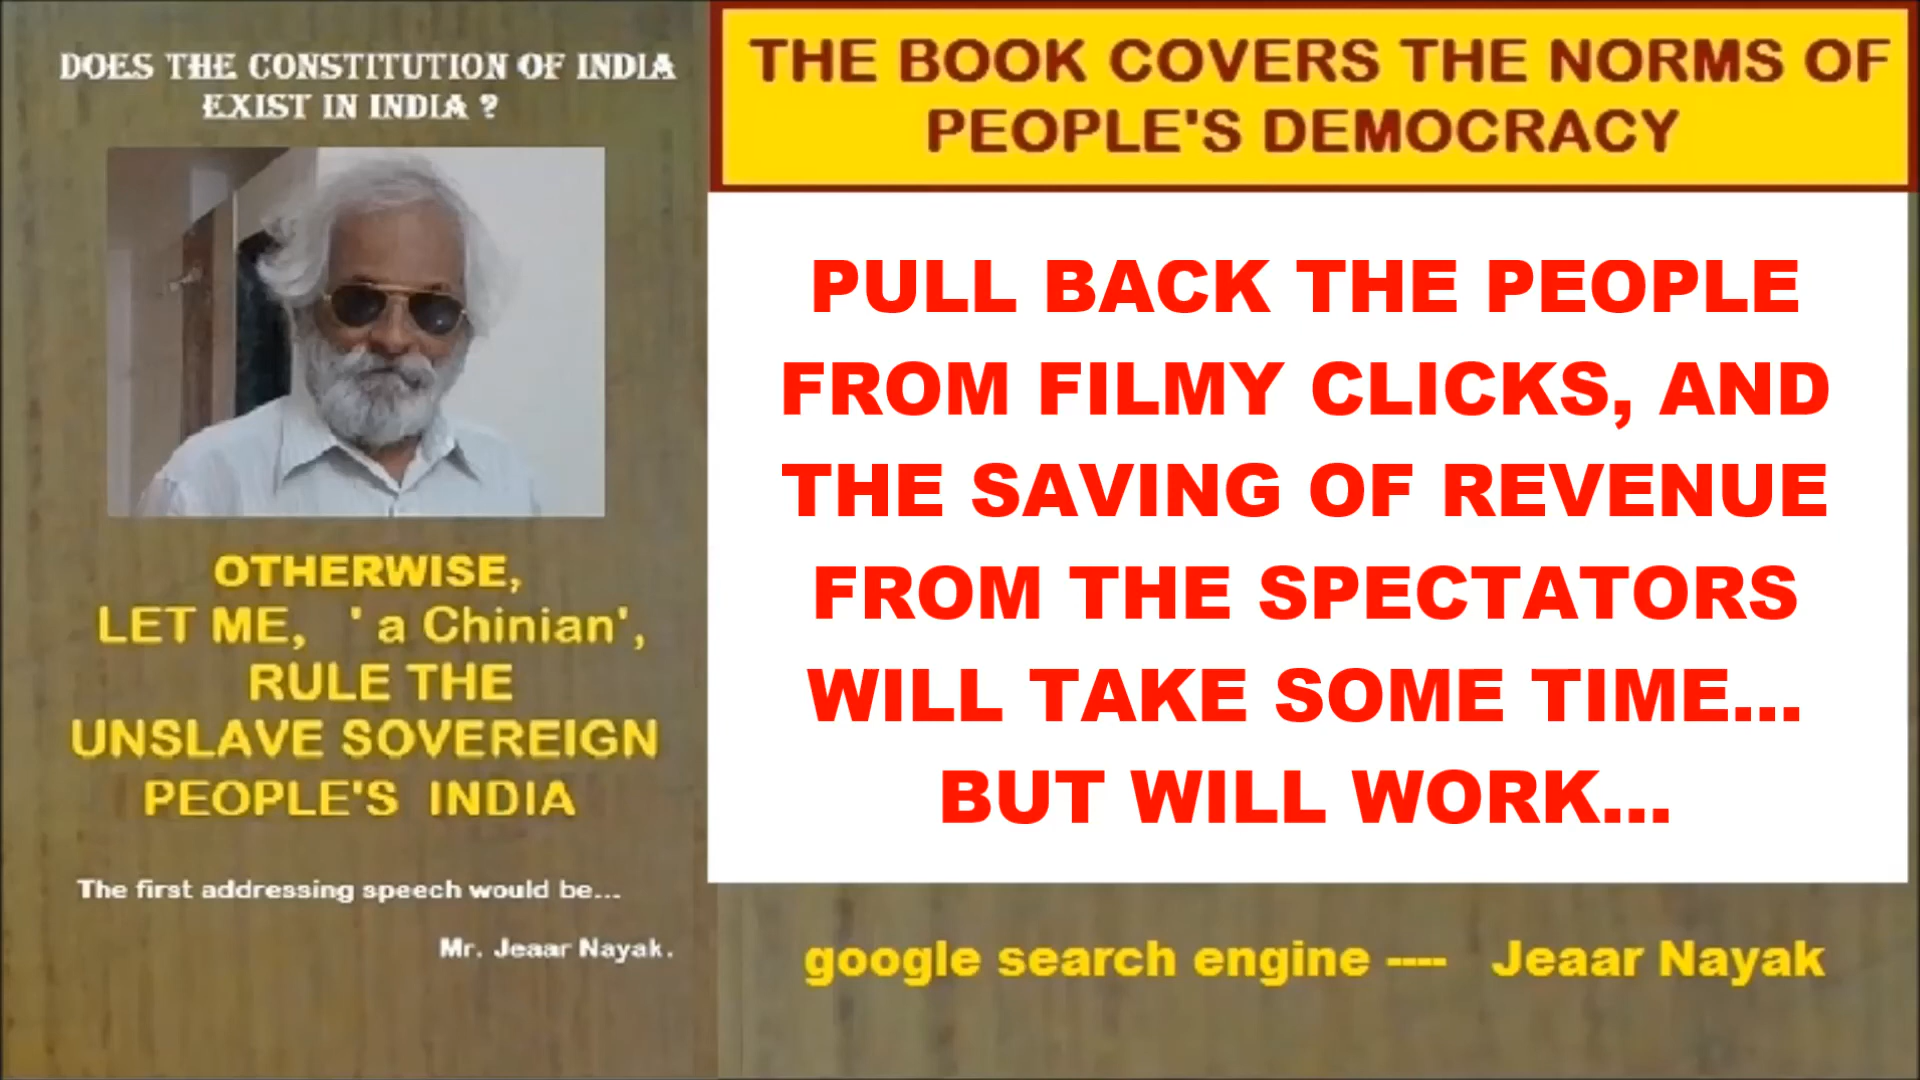 DOES THE CONSTITUTION OF INDIA
EXIST IN INDIA ?
OTHERWISE,
LET ME, ' a Chinian',
RULE THE
UNSLAVE SOVEREIGN
PEOPLE'S INDIA
The first addressing speech would be...
Mr. Jeaar Nayak.
THE BOOK COVERS THE NORMS OF
PEOPLE'S DEMOCRACY
PULL BACK THE PEOPLE
FROM FILMY CLICKS, AND
THE SAVING OF REVENUE
FROM THE SPECTATORS
WILL TAKE SOME TIME...
BUT WILL WORK...
google search engine ---- Jeaar Nayak